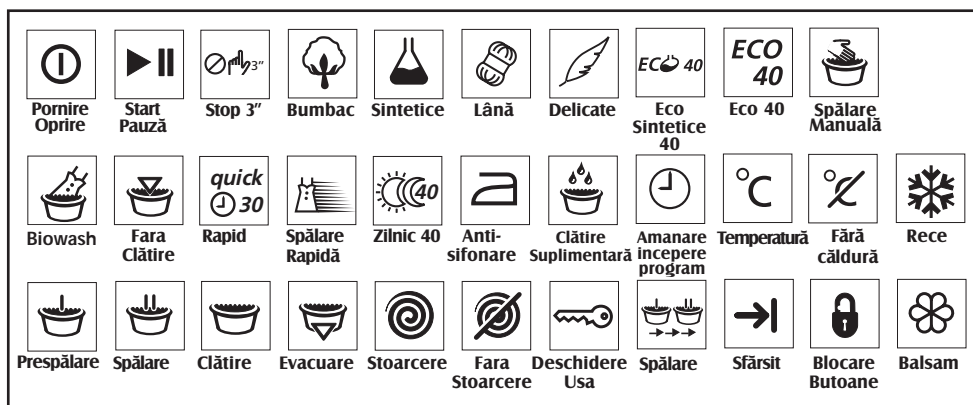 3"
ECO 40
ECO
40
Pornire
Oprire
Start
Pauză
Stop 3"
Bumbac
Sintetice
Lână
Delicate
Eco
Sintetice
40
Eco 40
Spălare
Manuală
quick
30
40
°C
Biowash
Fara
Clătire
Rapid
Spălare
Rapidă
Zilnic 40
Anti-
sifonare
Clătire
Suplimentară
Amanare
incepere
program
Temperatură
Fără
căldură
Rece
Prespălare
Spălare
Clătire
Evacuare
Stoarcere
Fara
Stoarcere
Deschidere
Usa
Spălare
Sfărsit
Blocare
Butoane
Balsam